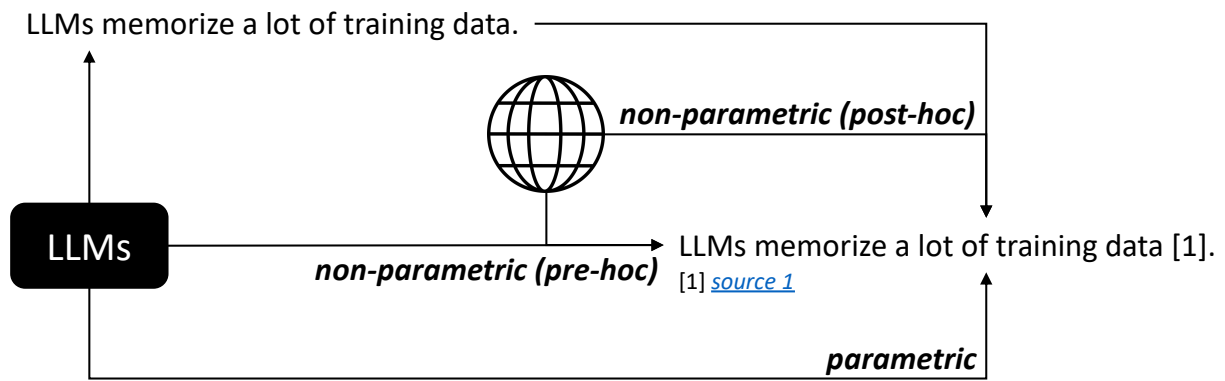 LLMs memorize a lot of training data.
non-parametric (post-hoc)
LLMs
LLMs memorize a lot of training data [1].
non-parametric (pre-hoc)
[1] source 1
parametric